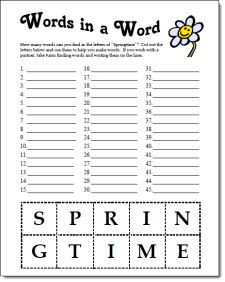 Words in a Word
How many words can you find in the letters of "Springtime"? Cut out the
letters below and use them to help you make words. If you work with a
partner, take turns finding words and writing them on the lines.
1. 16. 31.
2. 17. 32.
3. 18. 33.
4. 19. 34.
5. 20. 35.
6. 21. 36.
7. 22. 37.
8. 23. 38.
9. 24. 39.
10. 25. 40.
11. 26. 41.
12. 27. 42.
13. 28. 43.
14. 29. 44.
15. 30. 45.
S P R I N
G T I M E